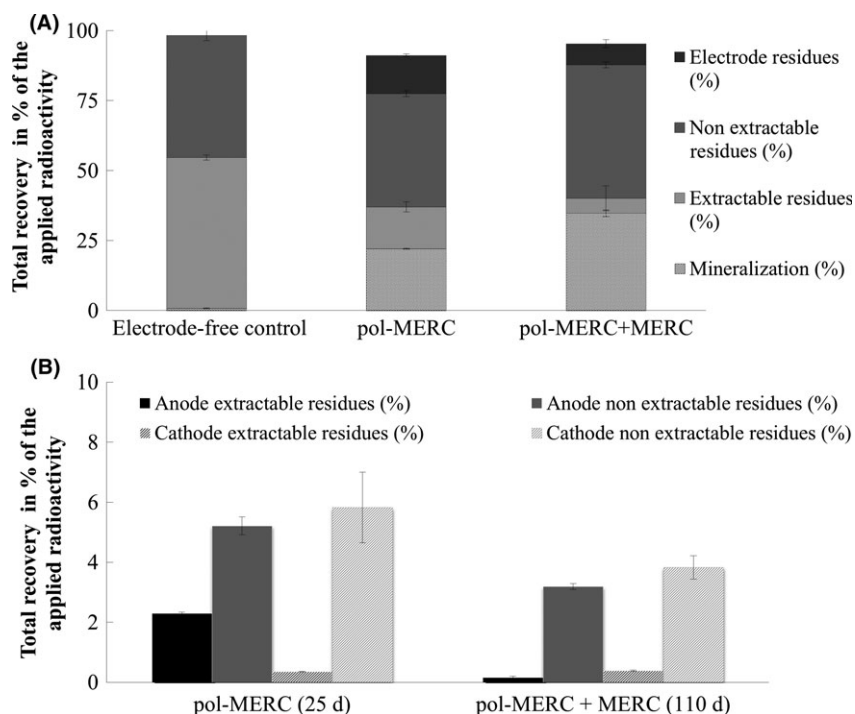 (A)
Total recovery in % of the
applied radioactivity
100
75
50
25
0
Electrode-free control
pol-MERC
pol-MERC+MERC
Electrode residues
(%)
Non extractable
residues (%)
Extractable residues
(%)
Mineralization (%)
(B)
Total recovery in % of the
applied radioactivity
10
8
6
4
2
0
Anode extractable residues (%)
Anode non extractable residues (%)
Cathode extractable residues (%)
Cathode non extractable residues (%)
pol-MERC (25 d)
pol-MERC + MERC (110 d)